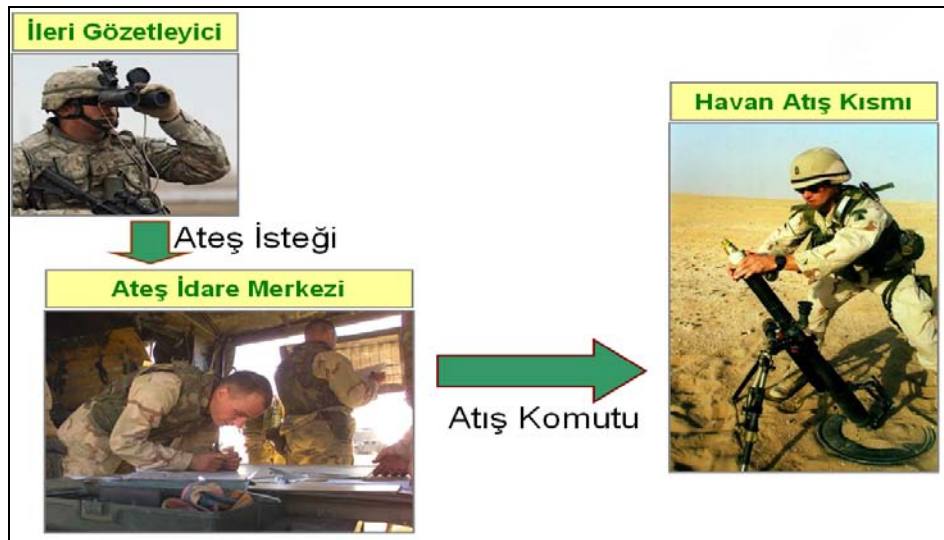 İleri Gözetleyici
Ateş İsteği
Ateş İdare Merkezi
Atış Komutu
Havan Atış Kısmı